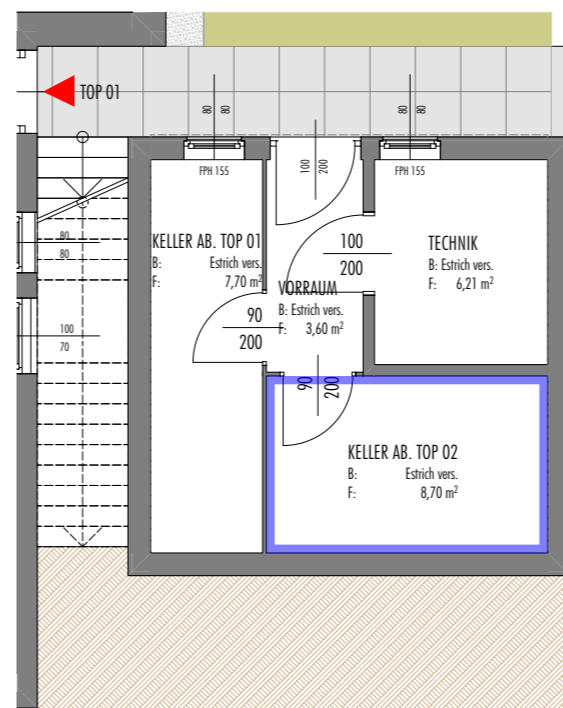 TOP 01
80
80
80
80
FPH 155
100
200
FPH 155
KELLER AB. TOP 01
B: Estrich vers.
F: 7,70 m²
100
200
TECHNIK
B: Estrich vers.
F: 6,21 m²
80
80
VORRAUM
B: Estrich vers.
F: 3,60 m²
90
200
100
70
90
200
KELLER AB. TOP 02
B: Estrich vers.
F: 8,70 m²